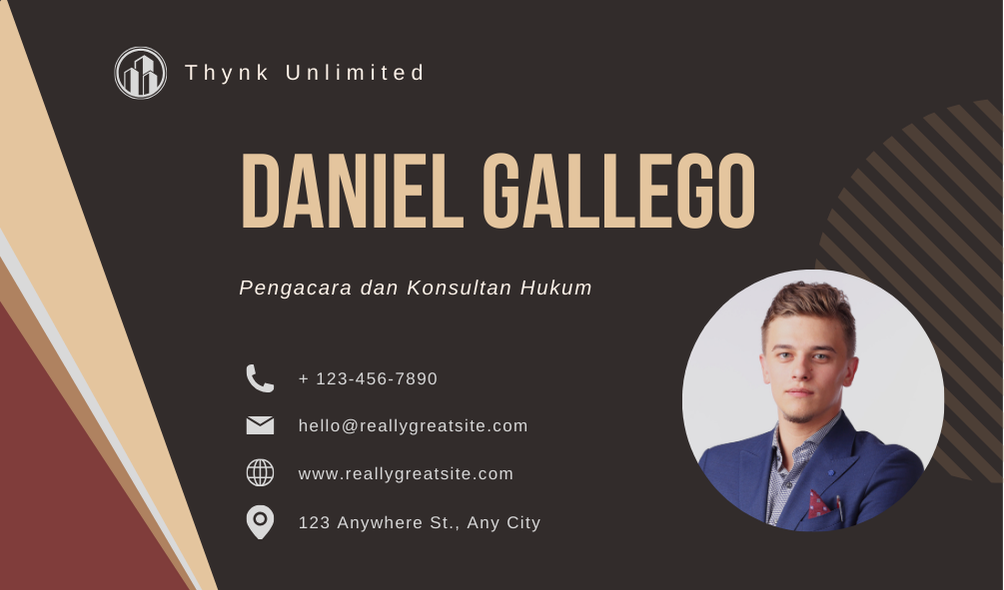 Thynk Unlimited
DANIEL GALLEGO
Pengacara dan Konsultan Hukum
+ 123-456-7890
hello@reallygreatsite.com
www.reallygreatsite.com
123 Anywhere St., Any City